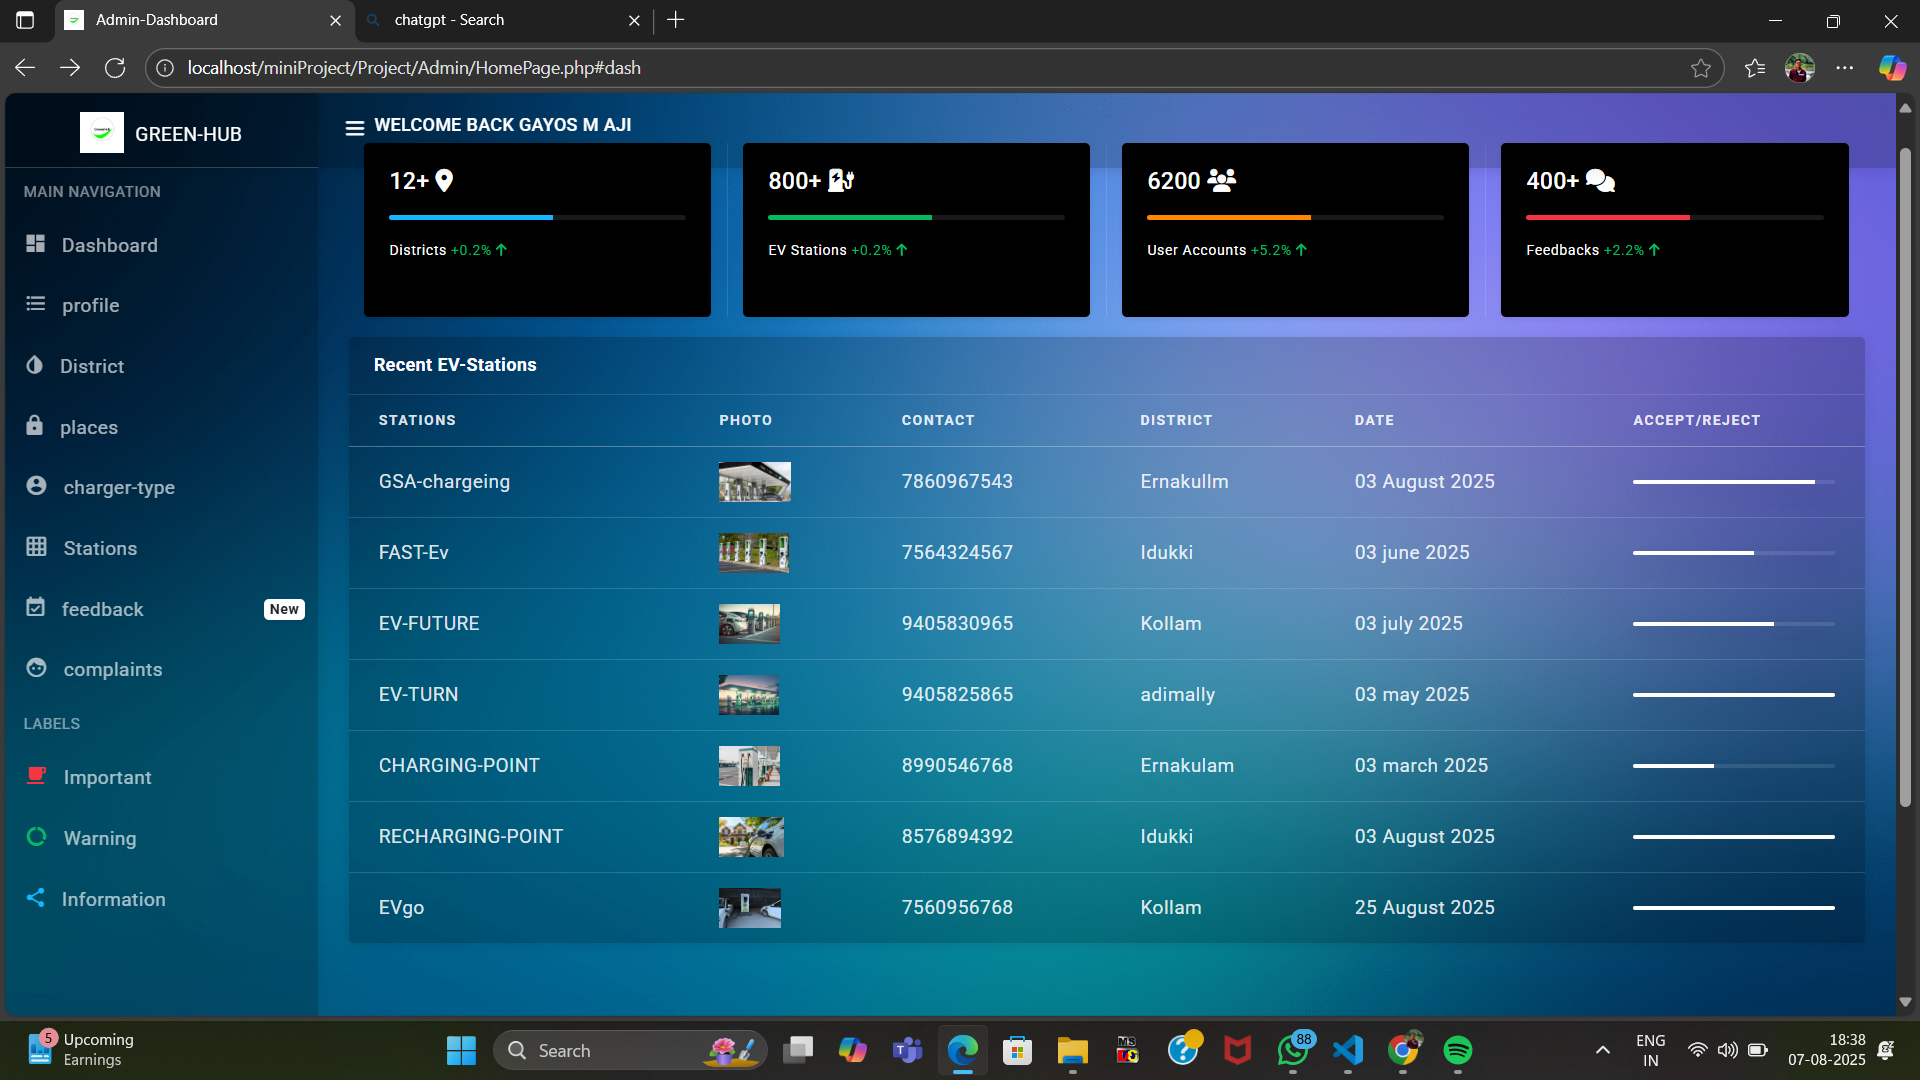 Admin-Dashboard
chatgpt - Search
localhost/miniProject/Project/Admin/HomePage.php#dash
GREEN-HUB
WELCOME BACK GAYOS M AJI
12+
800+
6200
400+
Districts +0.2%
EV Stations +0.2%
User Accounts +5.2%
Feedbacks +2.2%
MAIN NAVIGATION
Dashboard
profile
District
places
charger-type
Stations
feedback New
complaints
LABELS
Important
Warning
Information
Recent EV-Stations
STATIONS PHOTO CONTACT DISTRICT DATE ACCEPT/REJECT
GSA-chargeing 7860967543 Ernakullm 03 August 2025
FAST-Ev 7564324567 Idukki 03 june 2025
EV-FUTURE 9405830965 Kollam 03 july 2025
EV-TURN 9405825865 adimally 03 may 2025
CHARGING-POINT 8990546768 Ernakulam 03 march 2025
RECHARGING-POINT 8576894392 Idukki 03 August 2025
EVgo 7560956768 Kollam 25 August 2025
5
Upcoming
Earnings
Search
MS
88
ENG
IN
18:38
07-08-2025